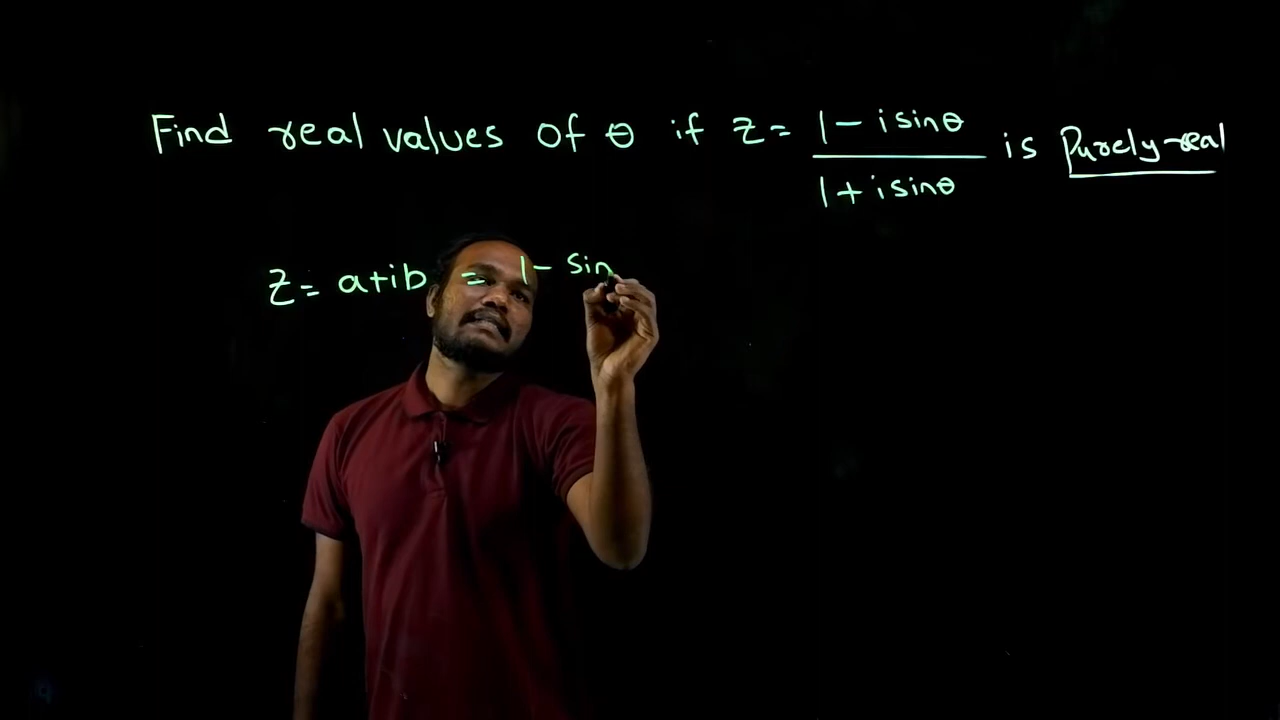 Find real values of θ if z = 1 - i sinθ / 1 + i sinθ is Purely-real
z = a+ib = 1 - sin